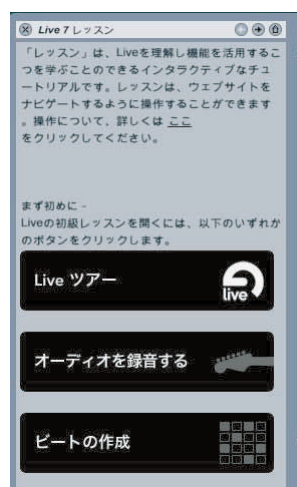 Live 7 レッスン
「レッスン」は、Liveを理解し機能を活用するこ
つを学ぶことのできるインタラクティブなチュ
ートリアルです。レッスンは、ウェブサイトを
ナビゲートするように操作することができます
。操作について、詳しくは ここ
をクリックしてください。
まず初めに -
Liveの初級レッスンを開くには、以下のいずれか
のボタンをクリックします。
Live ツアー
live
オーディオを録音する
ビートの作成